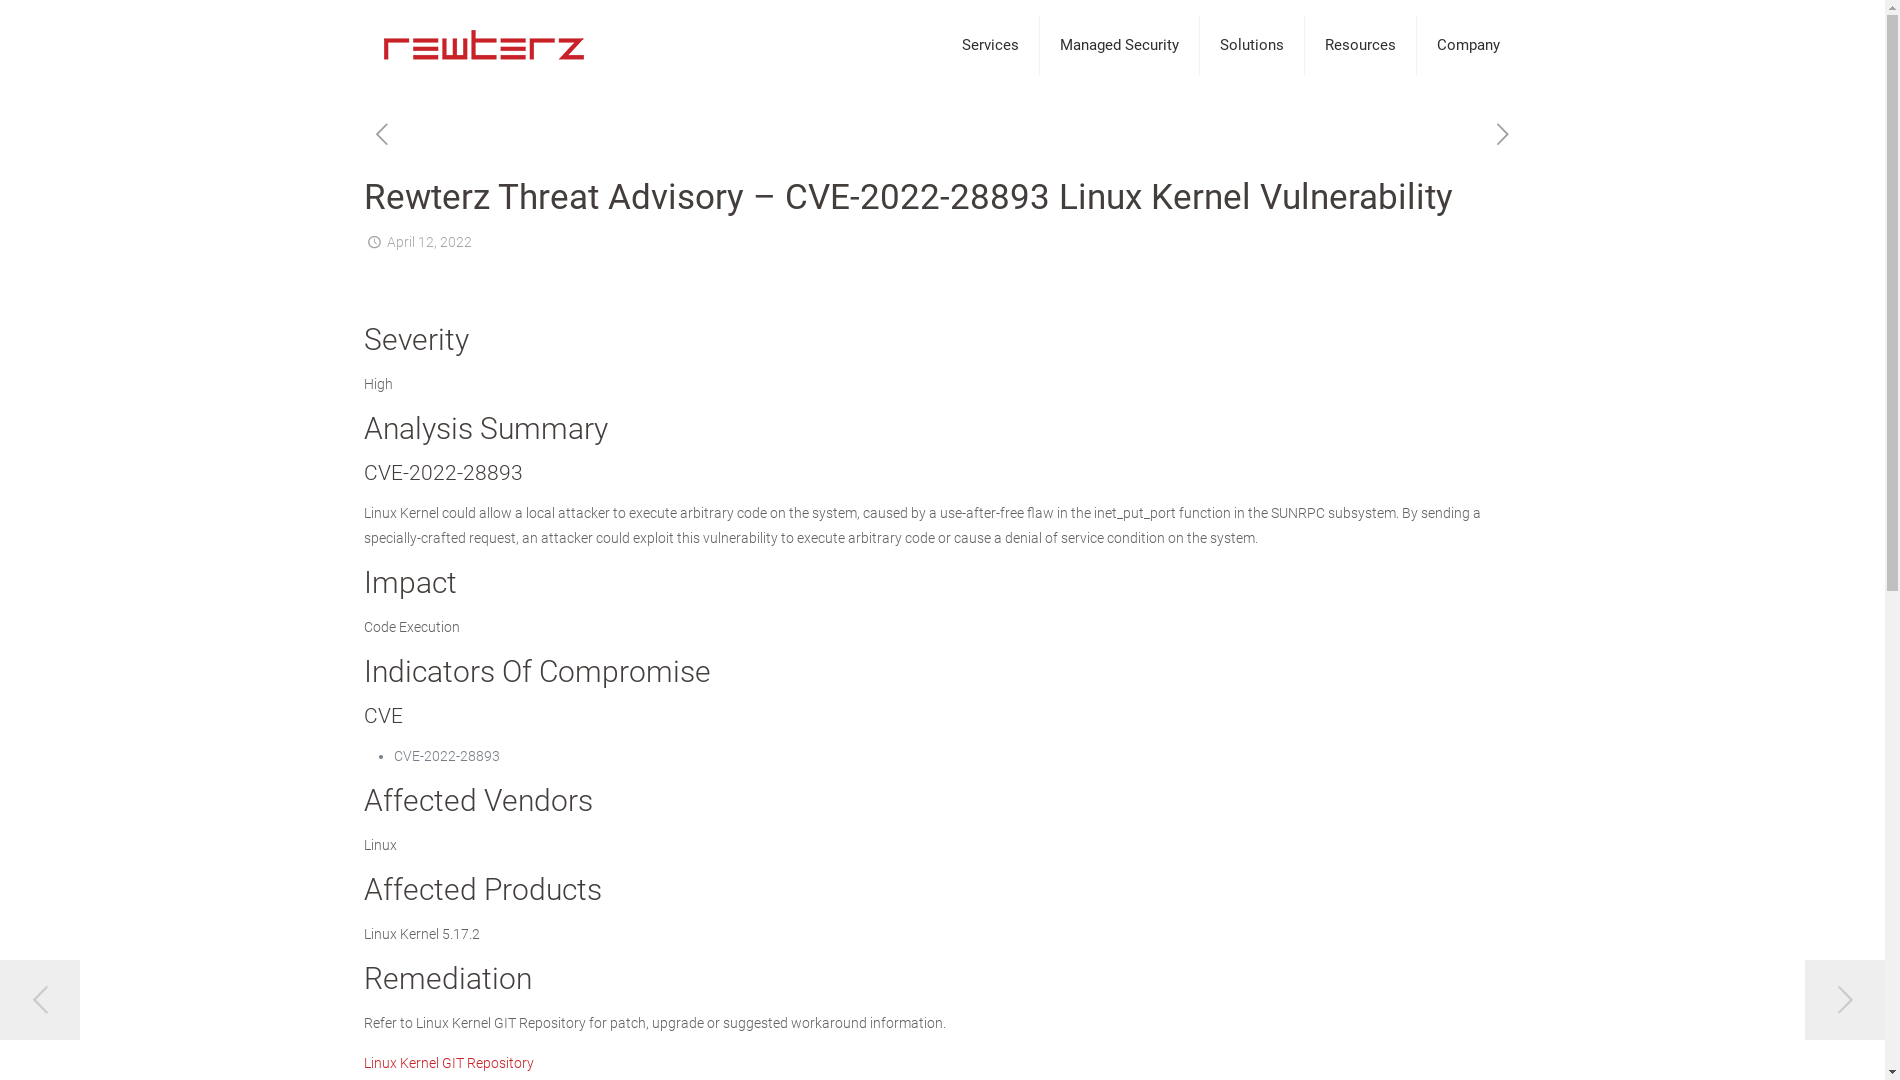 rewterz
Services
Managed Security
Solutions
Resources
Company
Rewterz Threat Advisory – CVE-2022-28893 Linux Kernel Vulnerability
April 12, 2022
Severity
High
Analysis Summary
CVE-2022-28893
Linux Kernel could allow a local attacker to execute arbitrary code on the system, caused by a use-after-free flaw in the inet_put_port function in the SUNRPC subsystem. By sending a
specially-crafted request, an attacker could exploit this vulnerability to execute arbitrary code or cause a denial of service condition on the system.
Impact
Code Execution
Indicators Of Compromise
CVE
• CVE-2022-28893
Affected Vendors
Linux
Affected Products
Linux Kernel 5.17.2
Remediation
Refer to Linux Kernel GIT Repository for patch, upgrade or suggested workaround information.
Linux Kernel GIT Repository